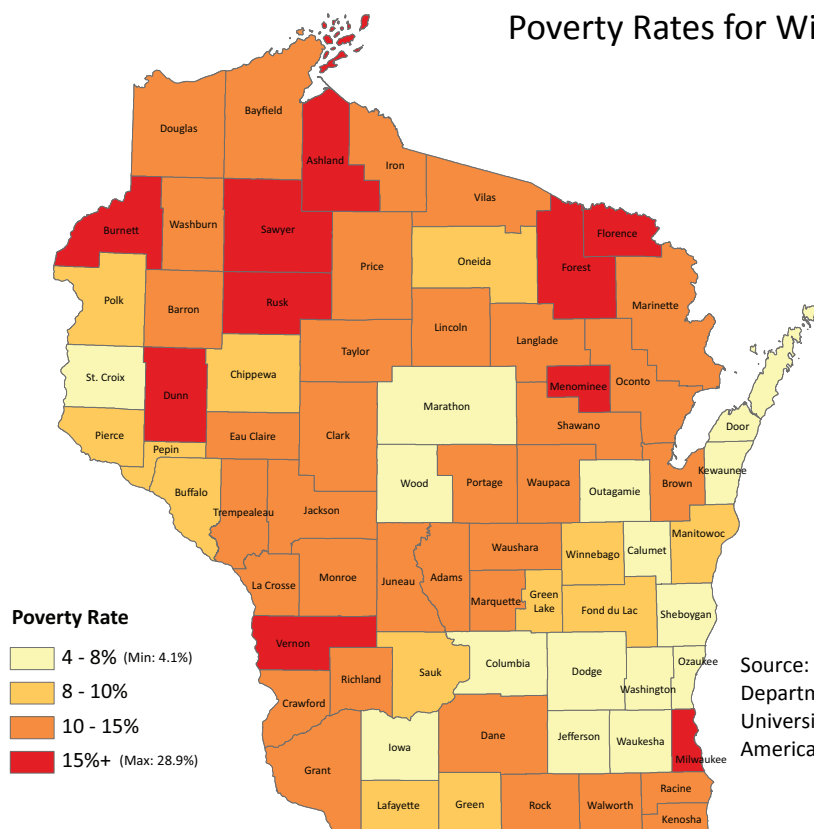 Poverty Rates for Wi
Bayfield
Douglas
Ashland
Iron
Vilas
Washburn
Burnett
Sawyer
Florence
Oneida
Price
Forest
Polk
Rusk
Marinette
Barron
Lincoln
Langlade
Taylor
St. Croix
Chippewa
Oconto
Menominee
Dunn
Marathon
Shawano
Door
Pierce
Eau Claire
Clark
Pepin
Kewaunee
Wood
Portage
Waupaca
Brown
Outagamie
Buffalo
Trempealeau
Jackson
Manitowoc
Waushara
Winnebago
Calumet
Monroe
Juneau
Adams
La Crosse
Green
Lake
Marquette
Fond du Lac
Sheboygan
Poverty Rate
4 - 8% (Min: 4.1%)
8 - 10%
10 - 15%
15%+ (Max: 28.9%)
Vernon
Columbia
Ozaukee
Sauk
Dodge
Richland
Washington
Crawford
Dane
Jefferson
Waukesha
Iowa
Milwaukee
Grant
Racine
Lafayette
Green
Rock
Walworth
Kenosha
Source:
Departm
Universi
America